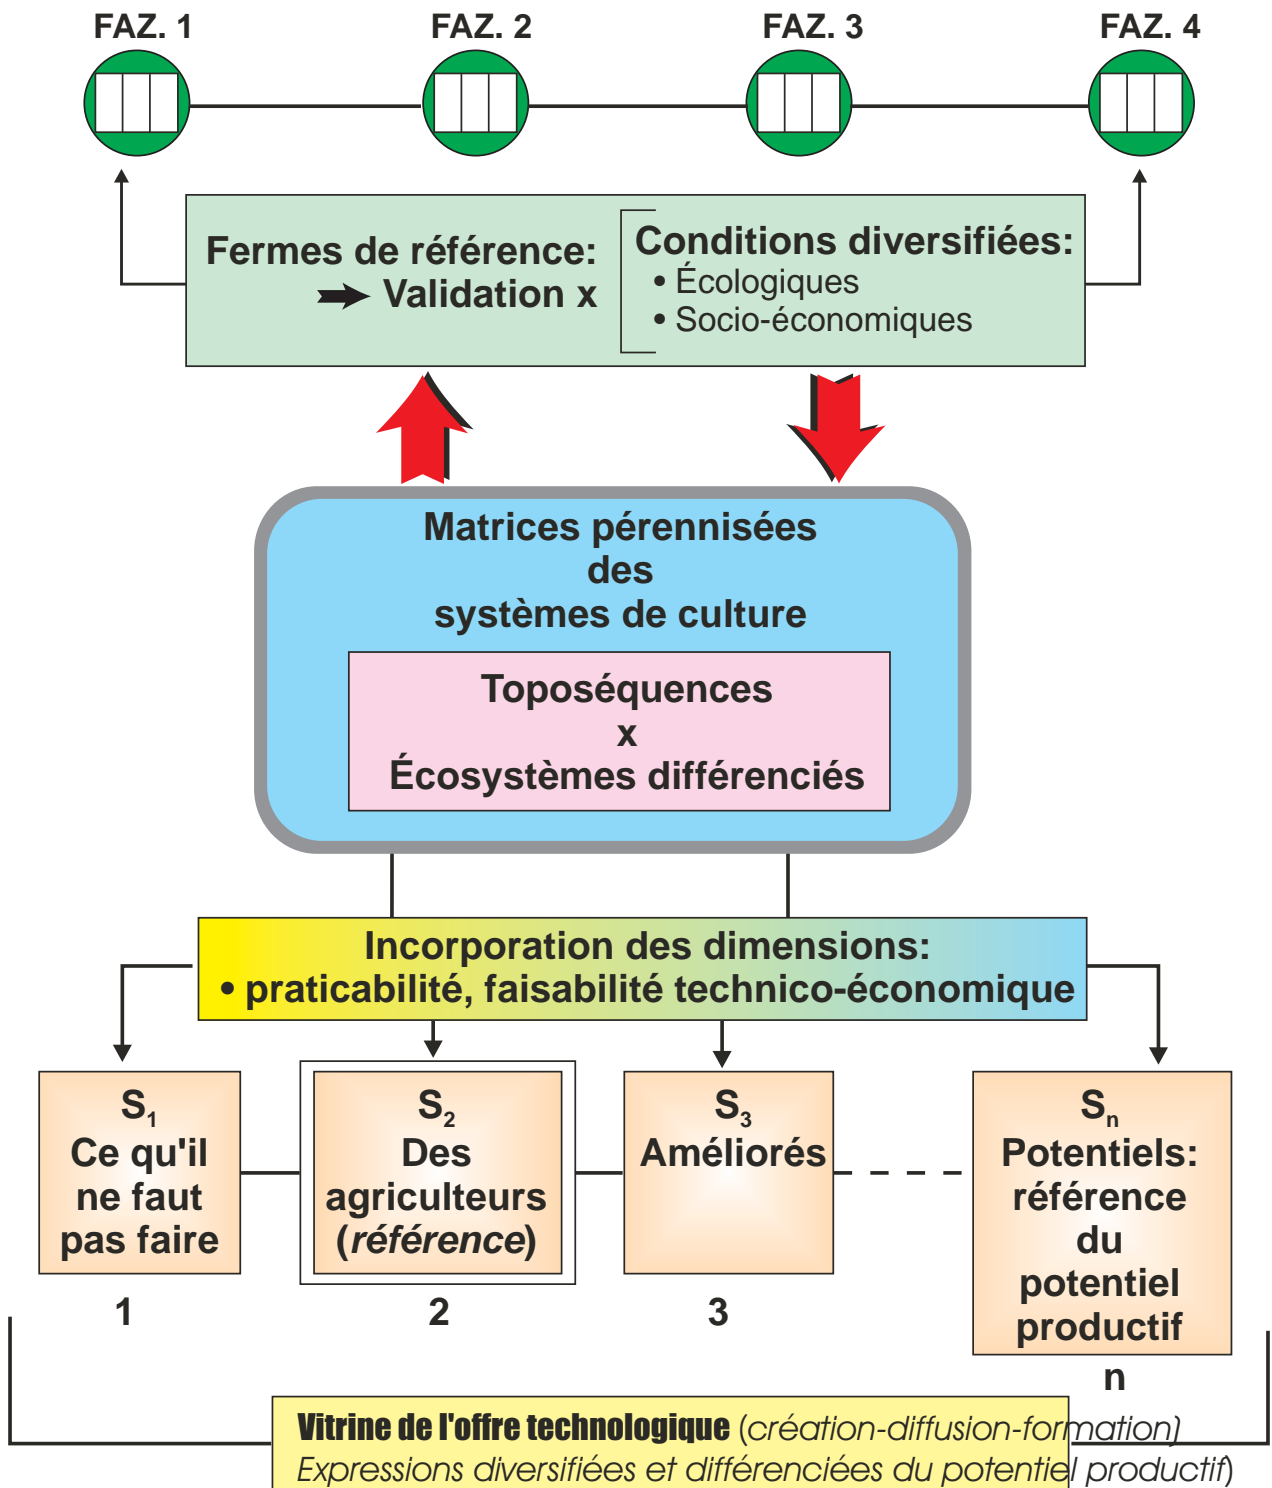 FAZ. 1
FAZ. 2
FAZ. 3
FAZ. 4
Fermes de référence:
Validation x
Conditions diversifiées:
• Écologiques
• Socio-économiques
Matrices pérennisées
des
systèmes de culture
Toposéquences
x
Écosystèmes différenciés
Incorporation des dimensions:
• praticabilité, faisabilité technico-économique
S1
Ce qu'il
ne faut
pas faire
1
S2
Des
agriculteurs
(référence)
2
S3
Améliorés
3
Sn
Potentiels:
référence
du
potentiel
productif
n
Vitrine de l'offre technologique (création-diffusion-formation)
Expressions diversifiées et différenciées du potentiel productif)